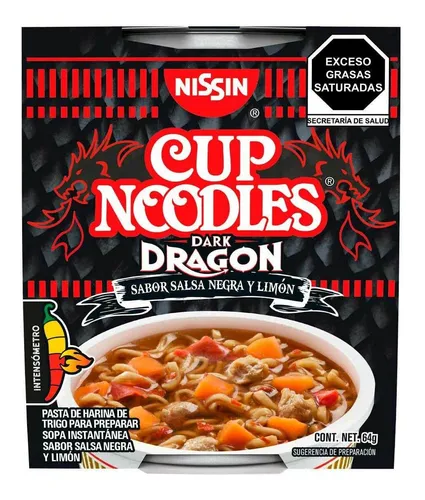 EXCESO
GRASAS
SATURADAS
SECRETARÍA DE SALUD
NISSIN
®
CUP
NOODLES®
DARK
DRAGON
SABOR SALSA NEGRA Y LIMÓN
INTENSÓMETRO
PASTA DE HARINA DE
TRIGO PARA PREPARAR
SOPA INSTANTÁNEA
SABOR SALSA NEGRA
Y LIMÓN
CONT. NET. 64g
SUGERENCIA DE PREPARACIÓN